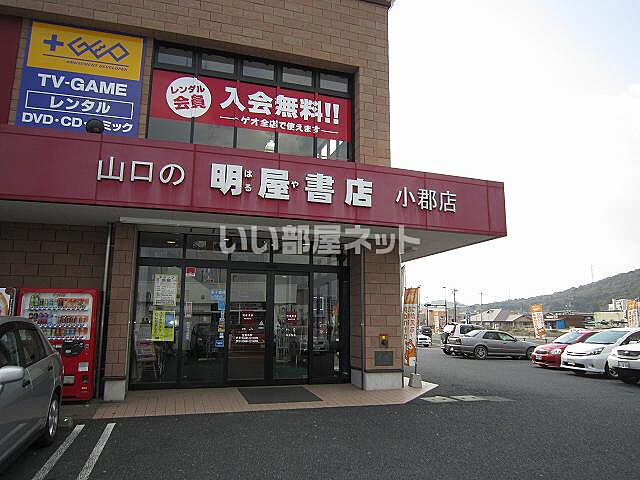 GEO
AMUSEMENT DEVELOPER
TV-GAME
レンタル
DVD・CD・コミック
レンタル
会員
入会無料!!
ゲオ全店で使えます
山口の 明屋書店 小郡店
はる や
いい部屋ネット